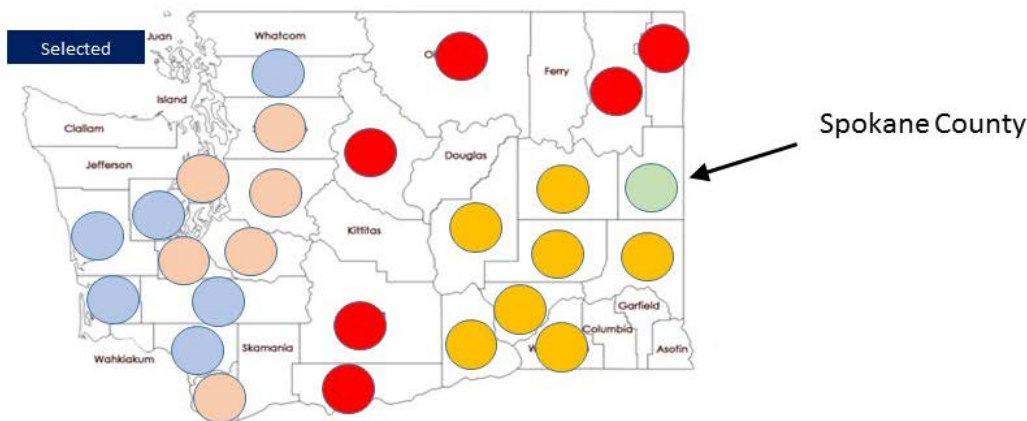 Selected
Juan
Whatcom
Island
Ferry
Clallam
Spokane County
Jefferson
Douglas
Kittitas
Garfield
Columbia
Wahkiakum
Skamania
Asotin